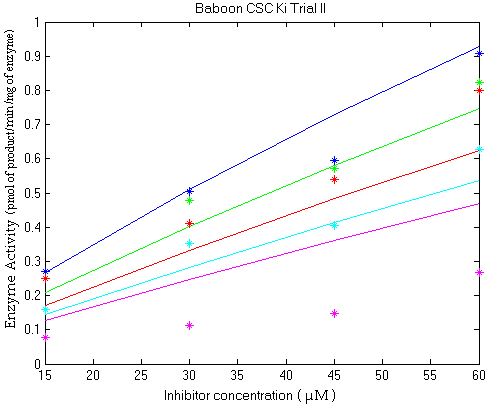 Baboon CSC Ki Trial II
Enzyme Activity (pmol of product/min/mg of enzyme)
1
0.9
0.8
0.7
0.6
0.5
0.4
0.3
0.2
0.1
0
15 20 25 30 35 40 45 50 55 60
Inhibitor concentration (µM)